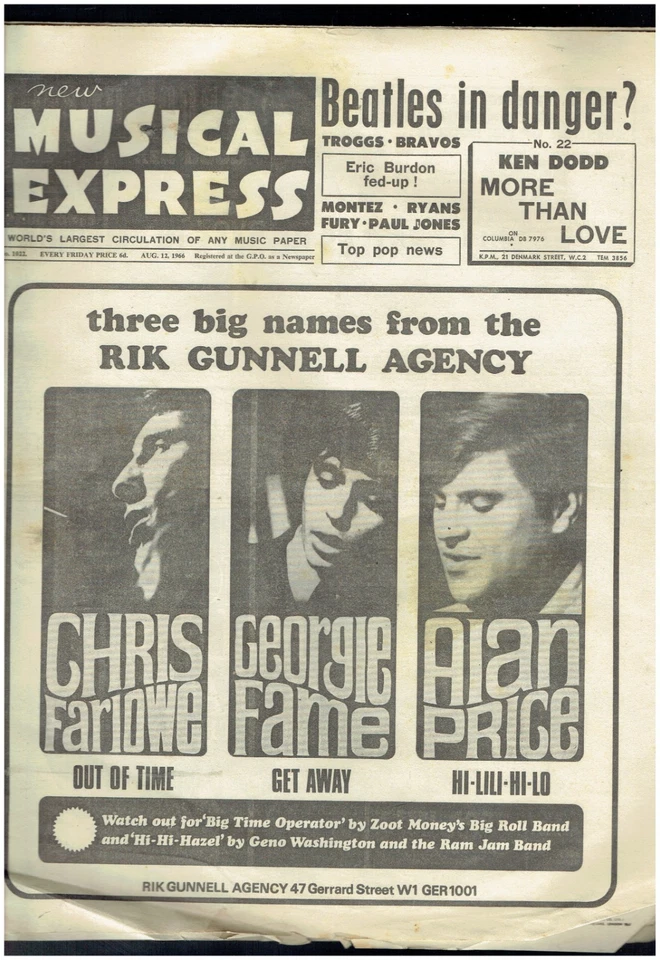 new
MUSICAL
EXPRESS
WORLD'S LARGEST CIRCULATION OF ANY MUSIC PAPER
No. 1022. EVERY FRIDAY PRICE 6d. AUG. 12, 1966 Registered at the G.P.O. as a Newspaper
Beatles in danger?
TROGGS · BRAVOS
Eric Burdon
fed-up !
MONTEZ · RYANS
FURY · PAUL JONES
Top pop news
No. 22
KEN DODD
MORE
THAN
LOVE
ON
COLUMBIA DB 7976
K.P.M., 21 DENMARK STREET, W.C.2 TEM 3856
three big names from the
RIK GUNNELL AGENCY
CHRIS Farlowe
Georgie Fame
Alan PRICE
OUT OF TIME
GET AWAY
HI-LILI-HI-LO
Watch out for 'Big Time Operator' by Zoot Money's Big Roll Band
and 'Hi-Hi-Hazel' by Geno Washington and the Ram Jam Band
RIK GUNNELL AGENCY 47 Gerrard Street W1 GER 1001